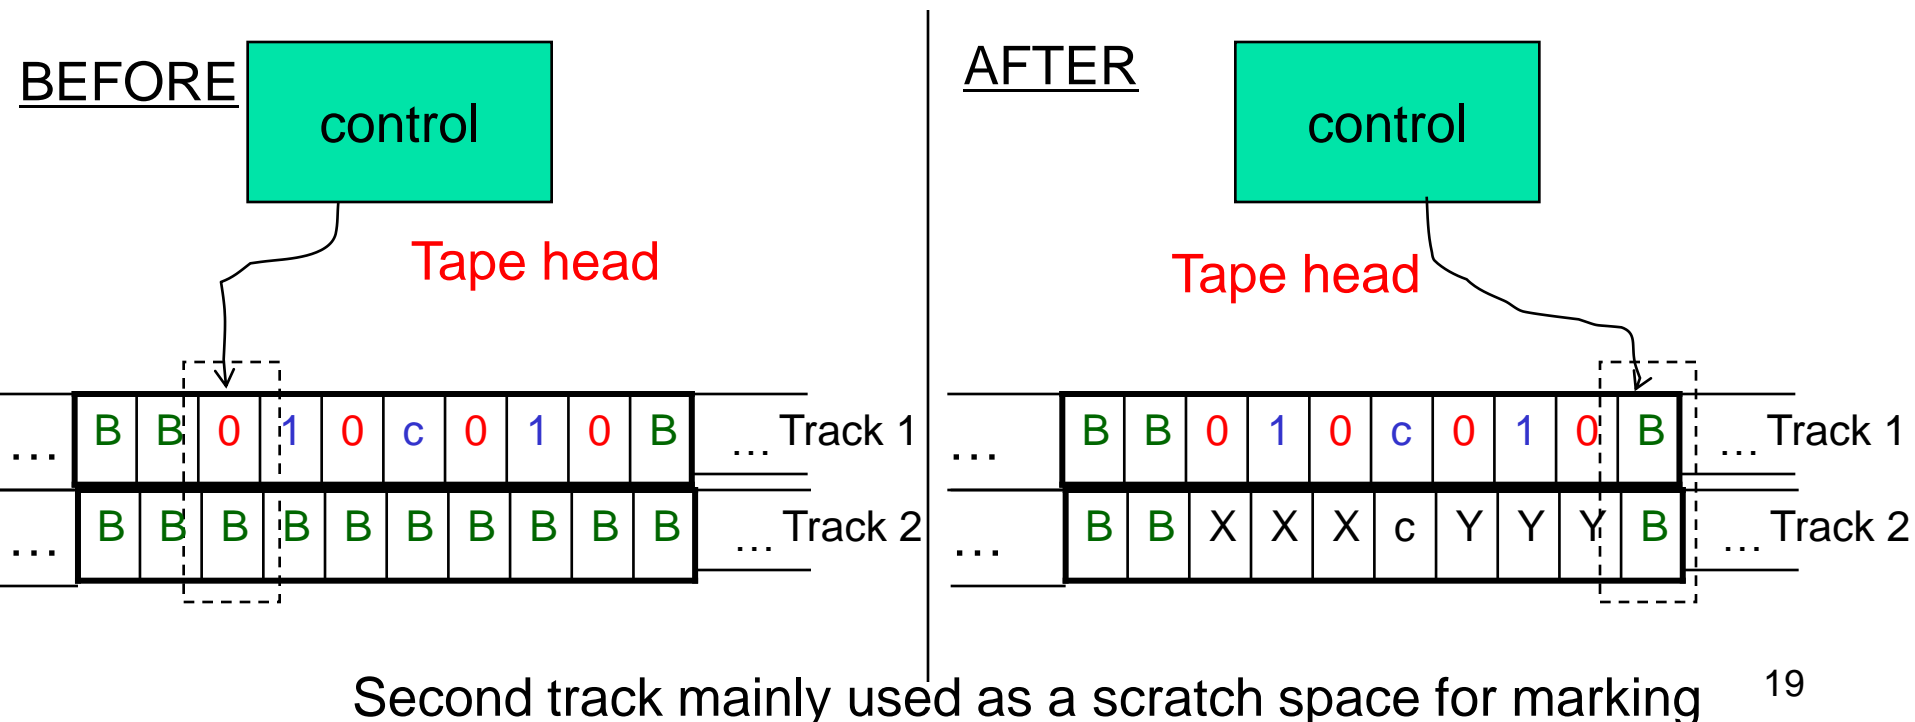 BEFORE
control
Tape head
... B B 0 1 0 c 0 1 0 B ... Track 1
... B B B B B B B B B B ... Track 2
AFTER
control
Tape head
... B B 0 1 0 c 0 1 0 B ... Track 1
... B B X X X c Y Y Y B ... Track 2
Second track mainly used as a scratch space for marking
19